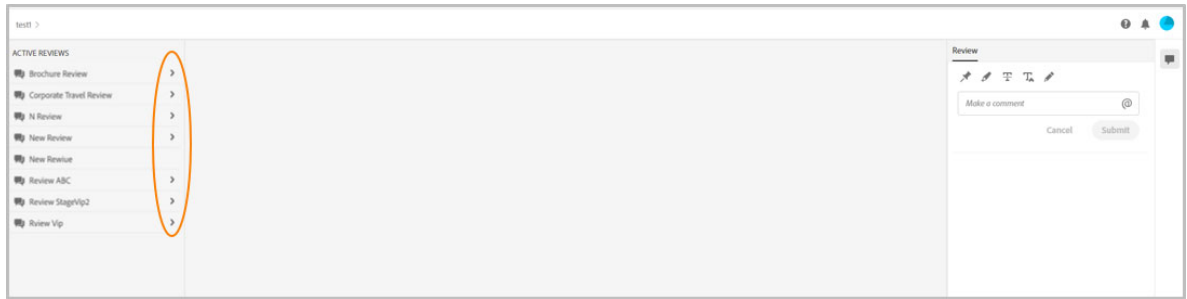 test1 >
ACTIVE REVIEWS
Brochure Review
Corporate Travel Review
N Review
New Review
New Rewiue
Review ABC
Review StageVip2
Rview Vip
Review
Make a comment @
Cancel Submit